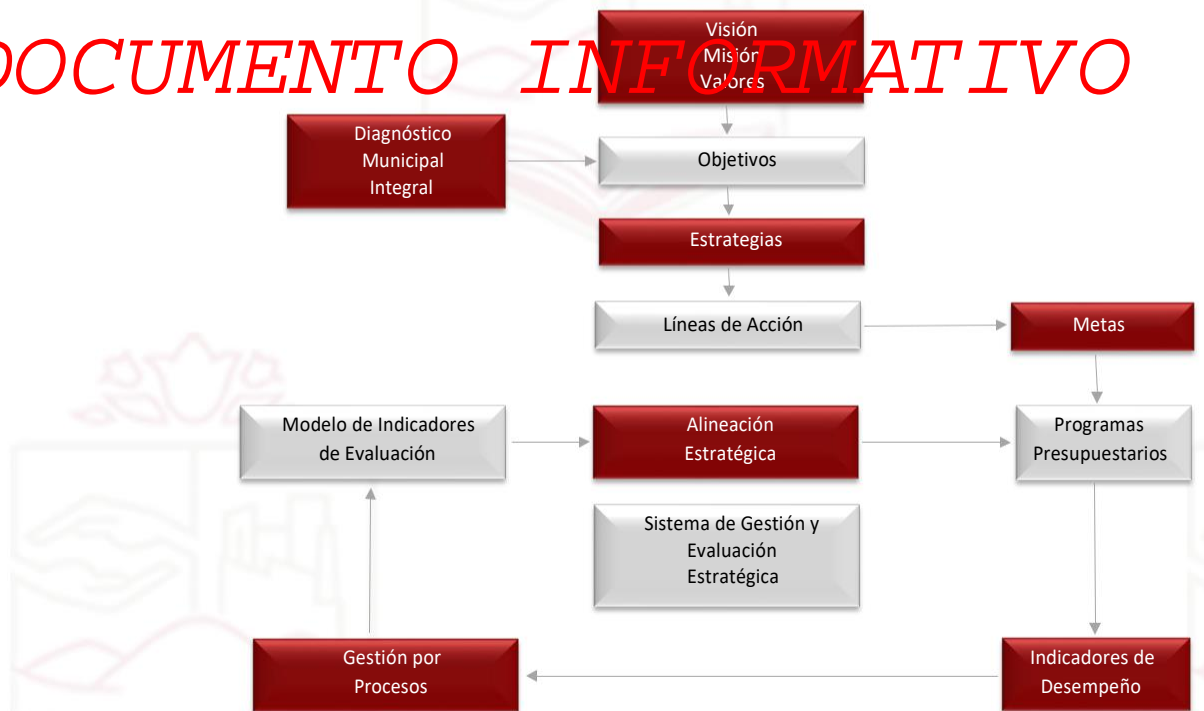 DOCUMENTO INFORMATIVO
Visión
Misión
Valores
Diagnóstico
Municipal
Integral
Objetivos
Estrategias
Líneas de Acción
Metas
Modelo de Indicadores
de Evaluación
Alineación
Estratégica
Programas
Presupuestarios
Sistema de Gestión y
Evaluación
Estratégica
Gestión por
Procesos
Indicadores de
Desempeño